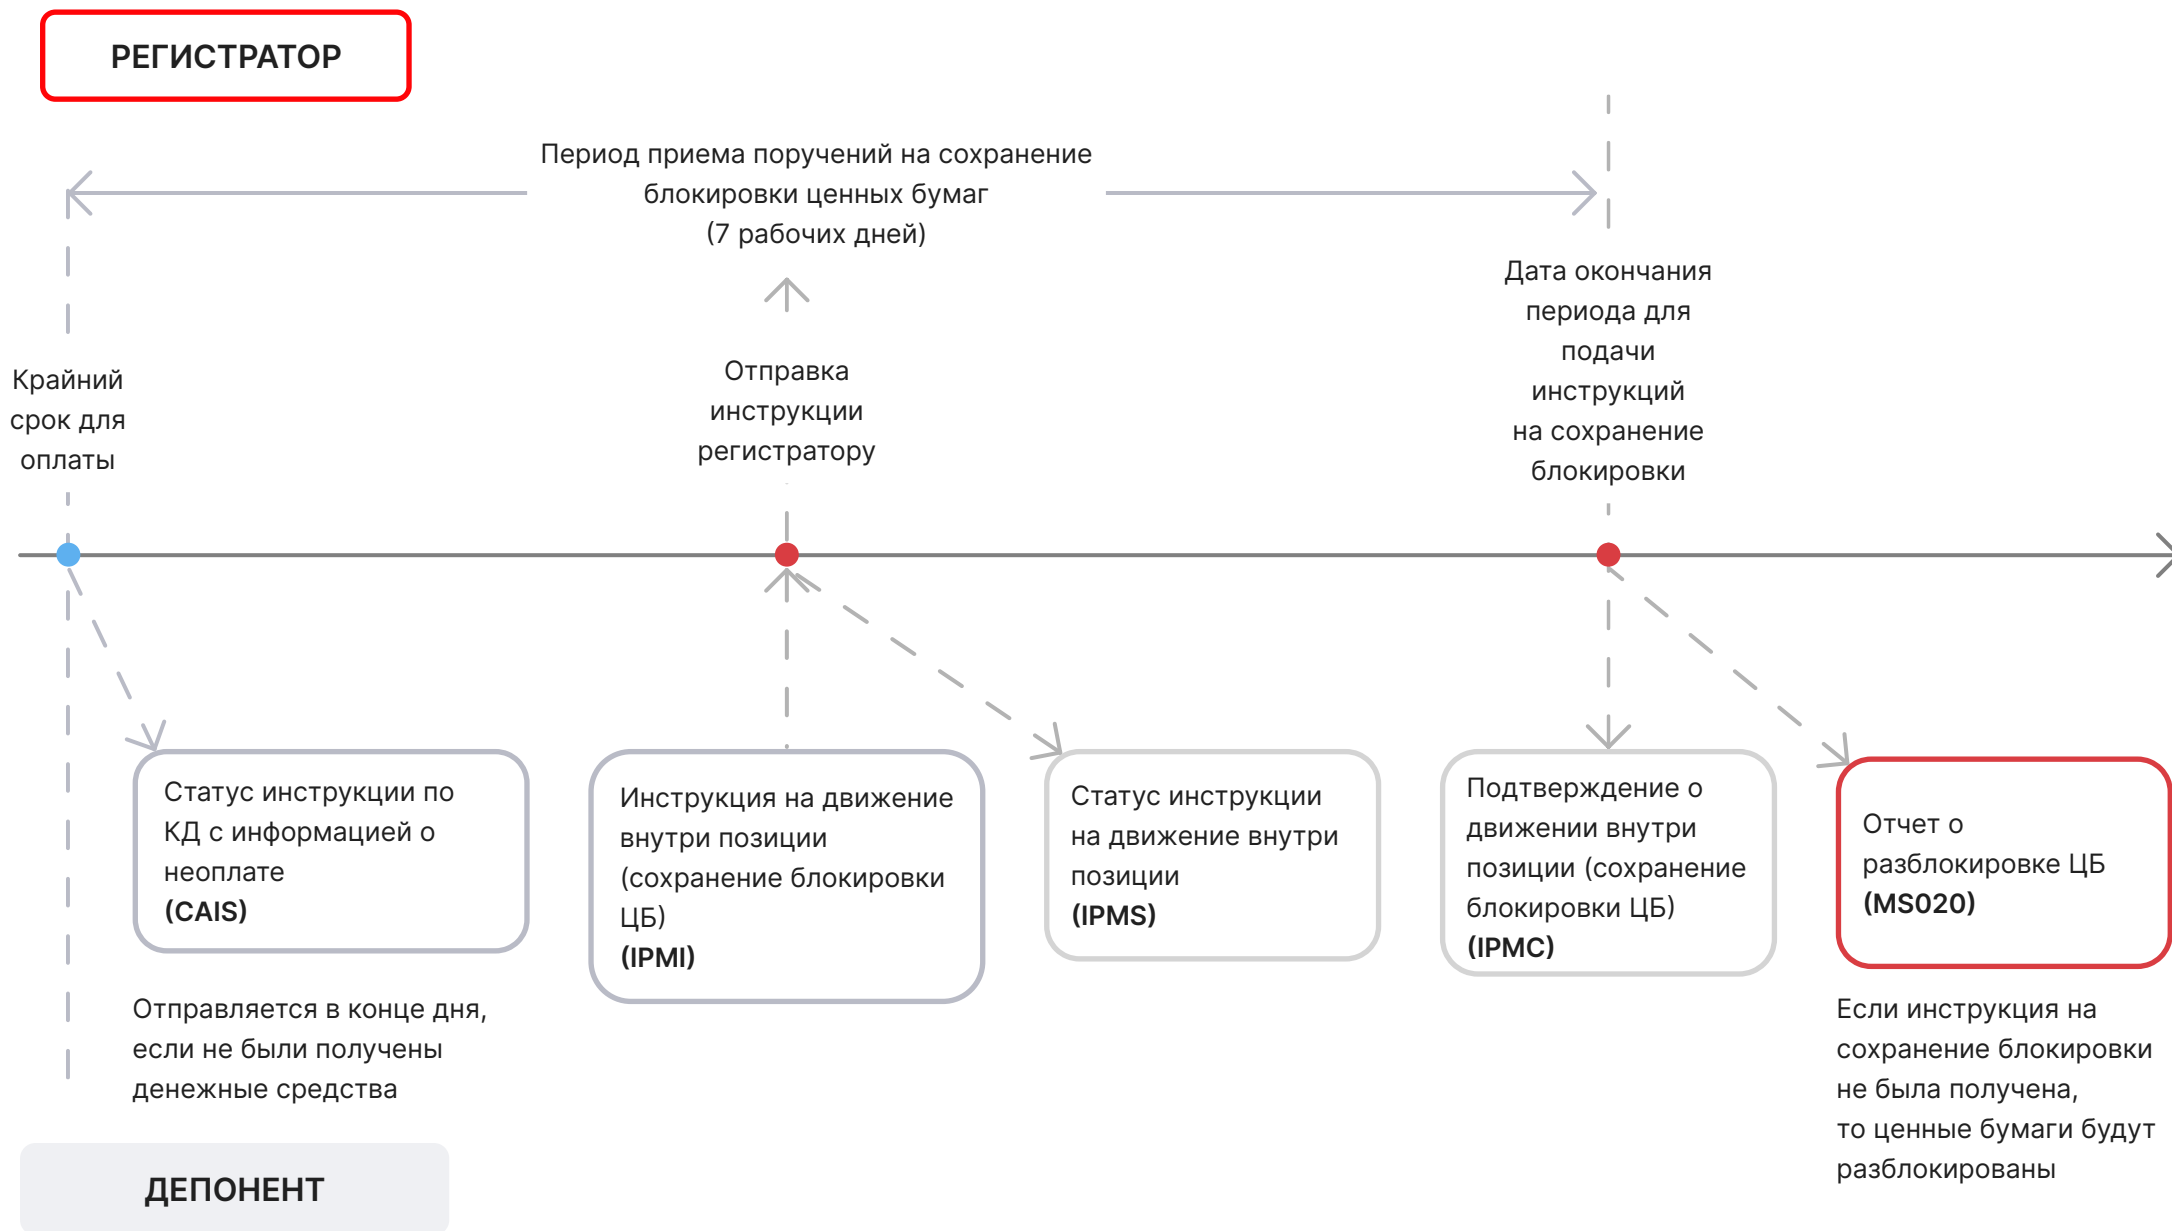 РЕГИСТРАТОР
Период приема поручений на сохранение
блокировки ценных бумаг
(7 рабочих дней)
Крайний
срок для
оплаты
Отправка
инструкции
регистратору
Дата окончания
периода для
подачи
инструкций
на сохранение
блокировки
Статус инструкции по
КД с информацией о
неоплате
(CAIS)
Отправляется в конце дня,
если не были получены
денежные средства
Инструкция на движение
внутри позиции
(сохранение блокировки
ЦБ)
(IPMI)
Статус инструкции
на движение внутри
позиции
(IPMS)
Подтверждение о
движении внутри
позиции (сохранение
блокировки ЦБ)
(IPMC)
Отчет о
разблокировке ЦБ
(MS020)
Если инструкция на
сохранение блокировки
не была получена,
то ценные бумаги будут
разблокированы
ДЕПОНЕНТ